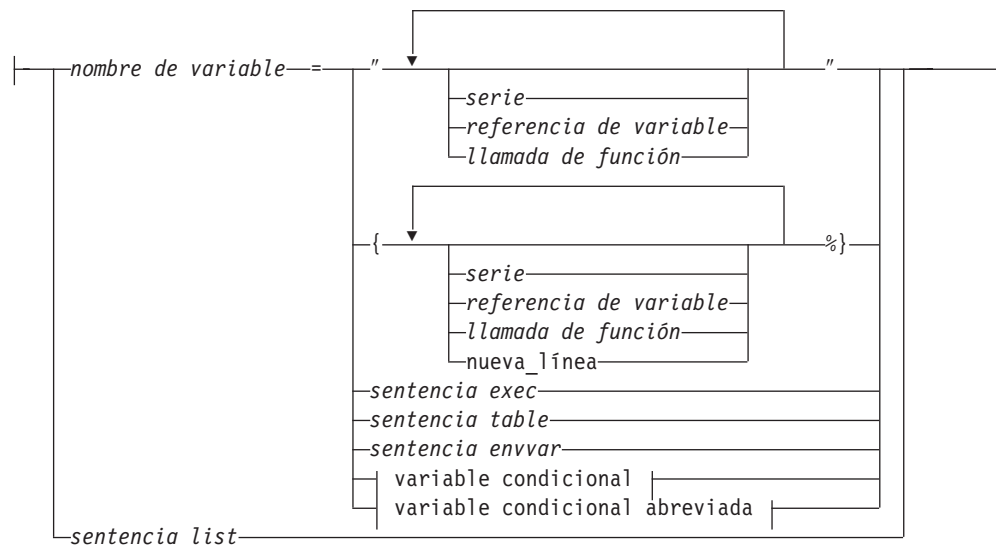 nombre de variable = " "
serie
referencia de variable
llamada de función
{ %}
serie
referencia de variable
llamada de función
nueva_línea
sentencia exec
sentencia table
sentencia envvar
variable condicional
variable condicional abreviada
sentencia list